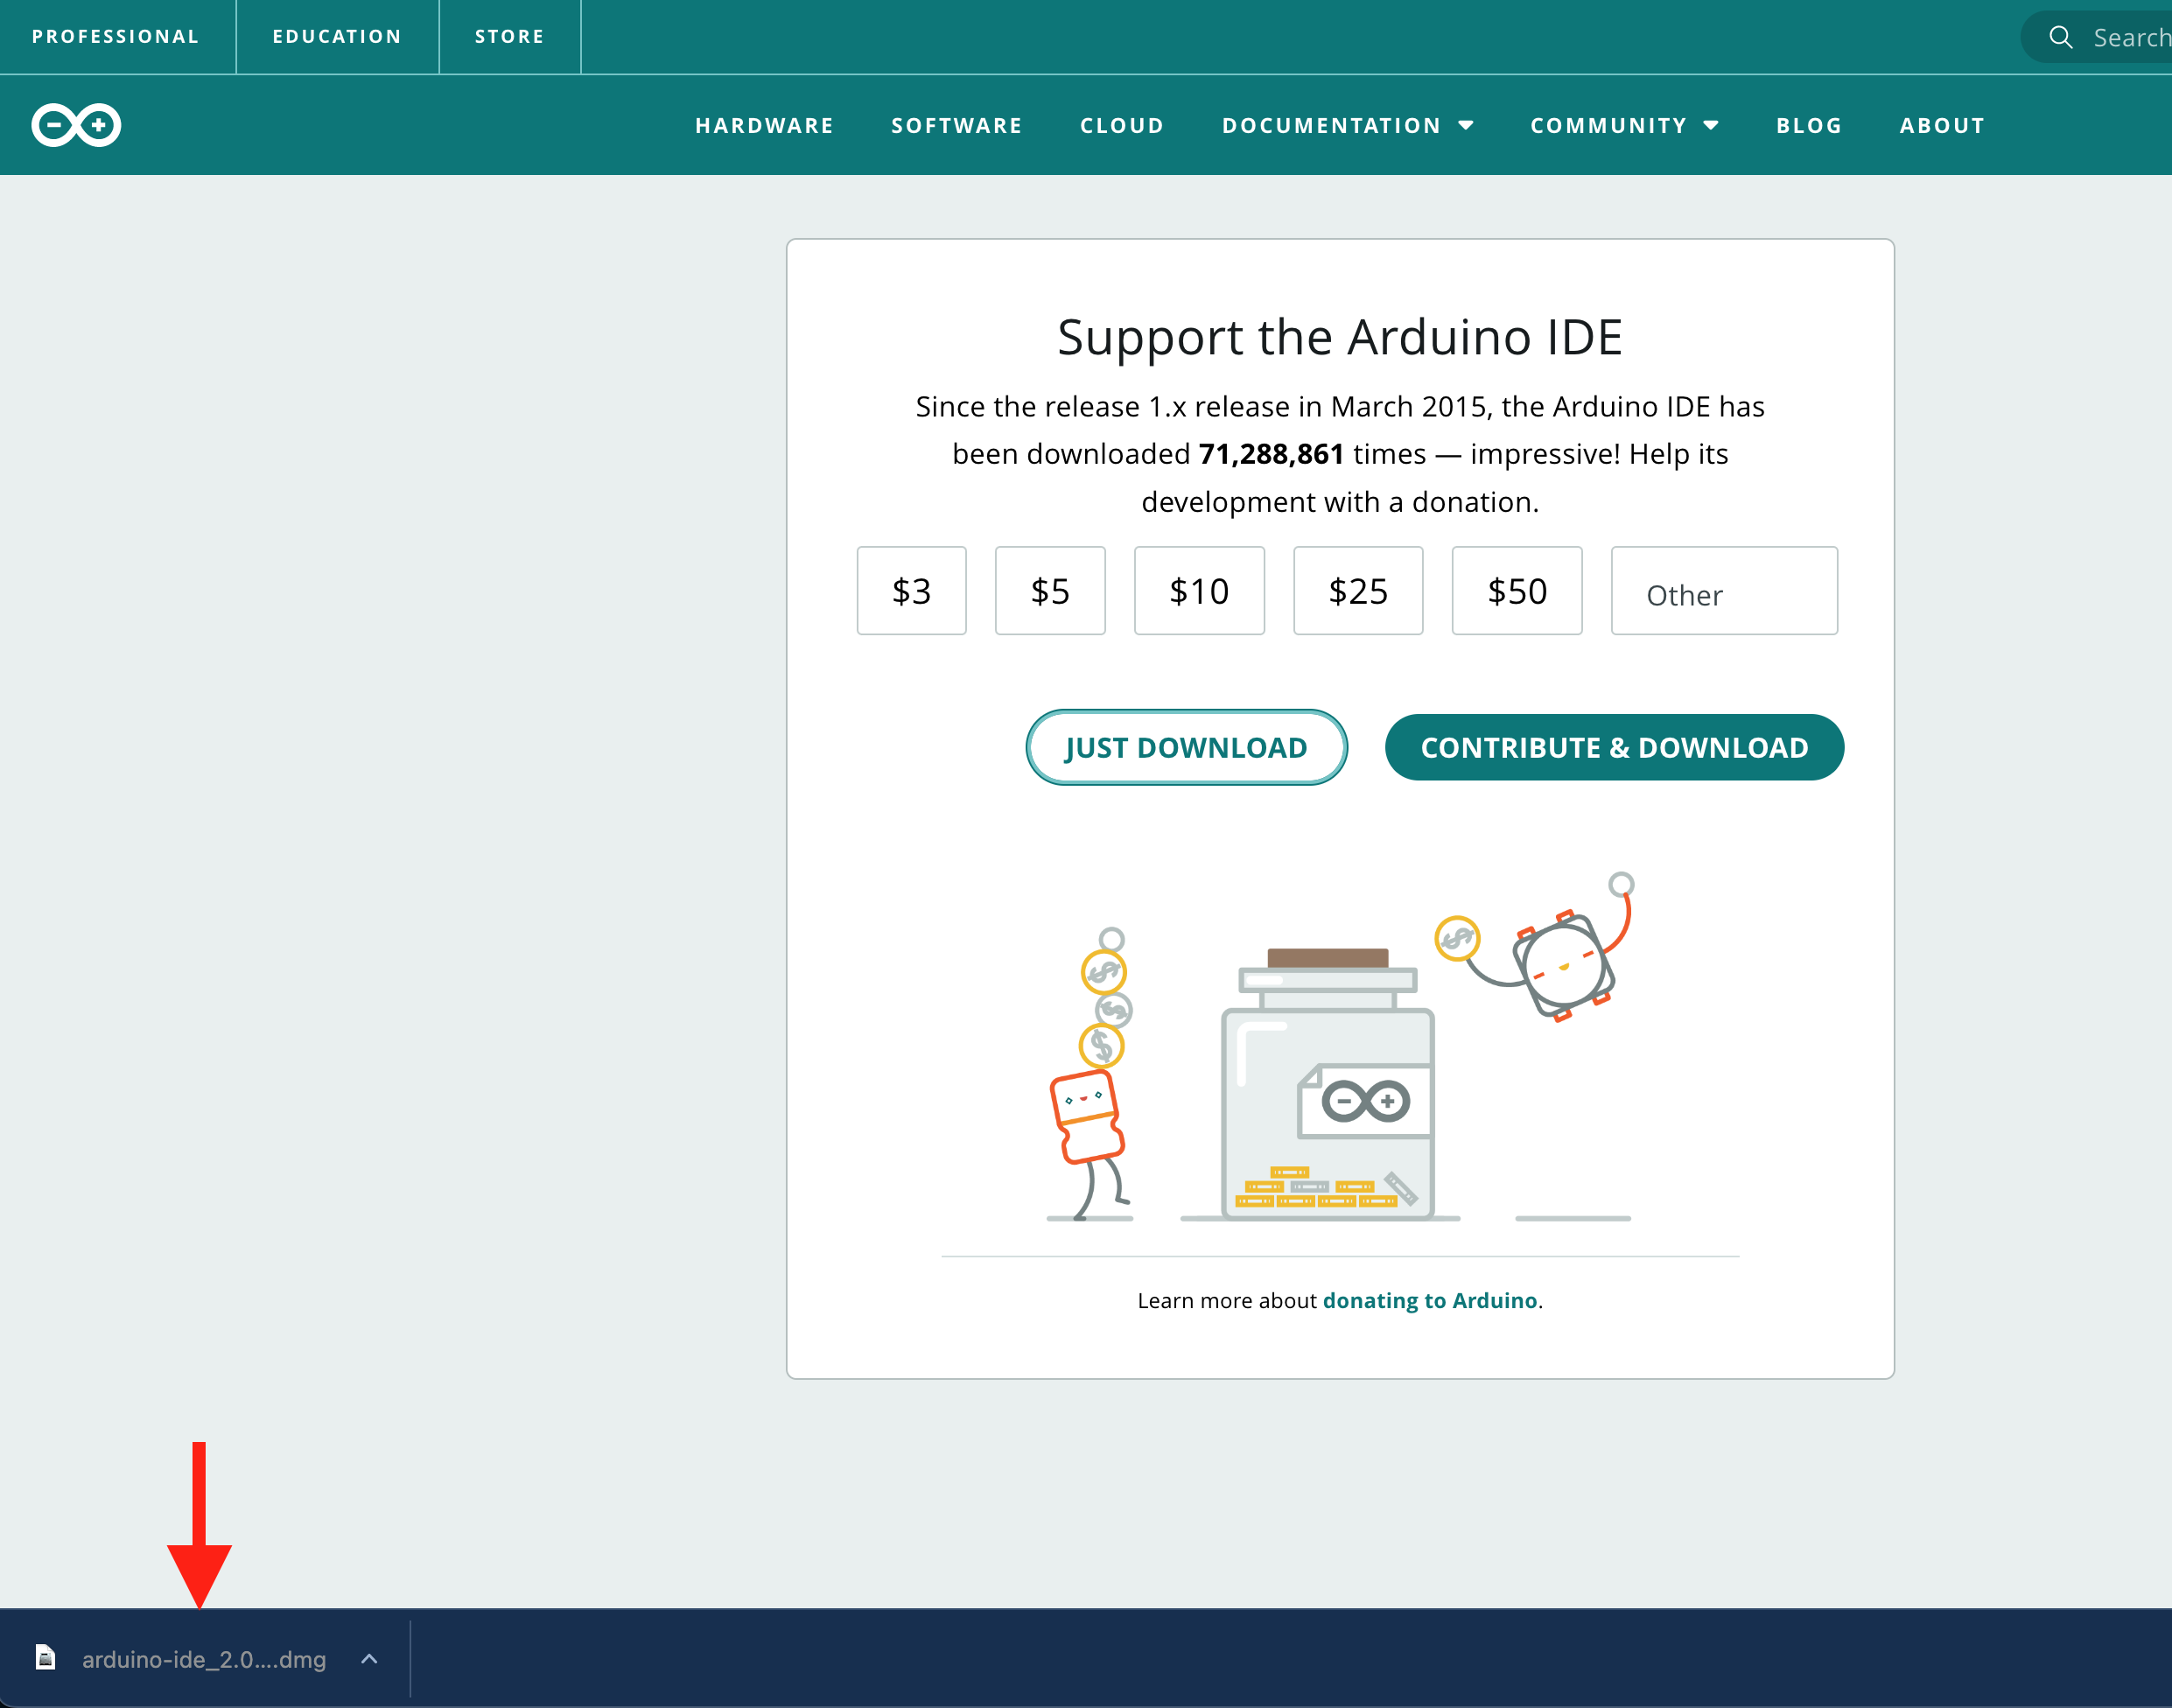 PROFESSIONAL
EDUCATION
STORE
Search
HARDWARE
SOFTWARE
CLOUD
DOCUMENTATION
COMMUNITY
BLOG
ABOUT
Support the Arduino IDE
Since the release 1.x release in March 2015, the Arduino IDE has
been downloaded 71,288,861 times — impressive! Help its
development with a donation.
$3
$5
$10
$25
$50
Other
JUST DOWNLOAD
CONTRIBUTE & DOWNLOAD
Learn more about donating to Arduino.
arduino-ide_2.0....dmg